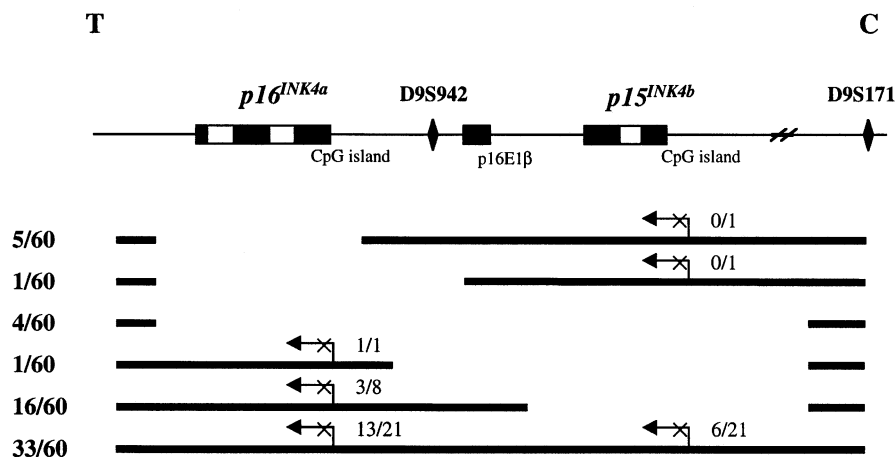 T C
p16INK4a D9S942 p15INK4b D9S171
CpG island p16E1β CpG island
5/60 0/1
1/60 0/1
4/60
1/60 1/1
16/60 3/8
33/60 13/21 6/21